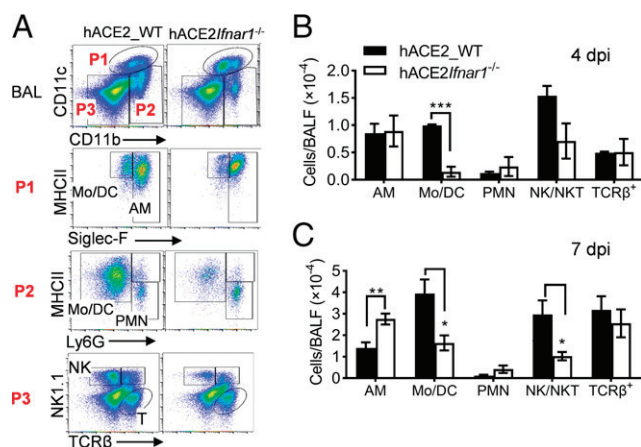 A
hACE2_WT hACE2Ifnar1-/-
BAL
CD11c
P1
P3
P2
CD11b
P1
MHCII
Mo/DC
AM
Siglec-F
P2
MHCII
Mo/DC
PMN
Ly6G
P3
NK1.1
NK
T
TCRβ
B
hACE2_WT
hACE2Ifnar1-/-
4 dpi
Cells/BALF (×10-4)
2.0
1.5
1.0
0.5
0.0
***
AM Mo/DC PMN NK/NKT TCRβ+
C
7 dpi
Cells/BALF (×10-4)
5
4
3
2
1
0
**
*
*
AM Mo/DC PMN NK/NKT TCRβ+